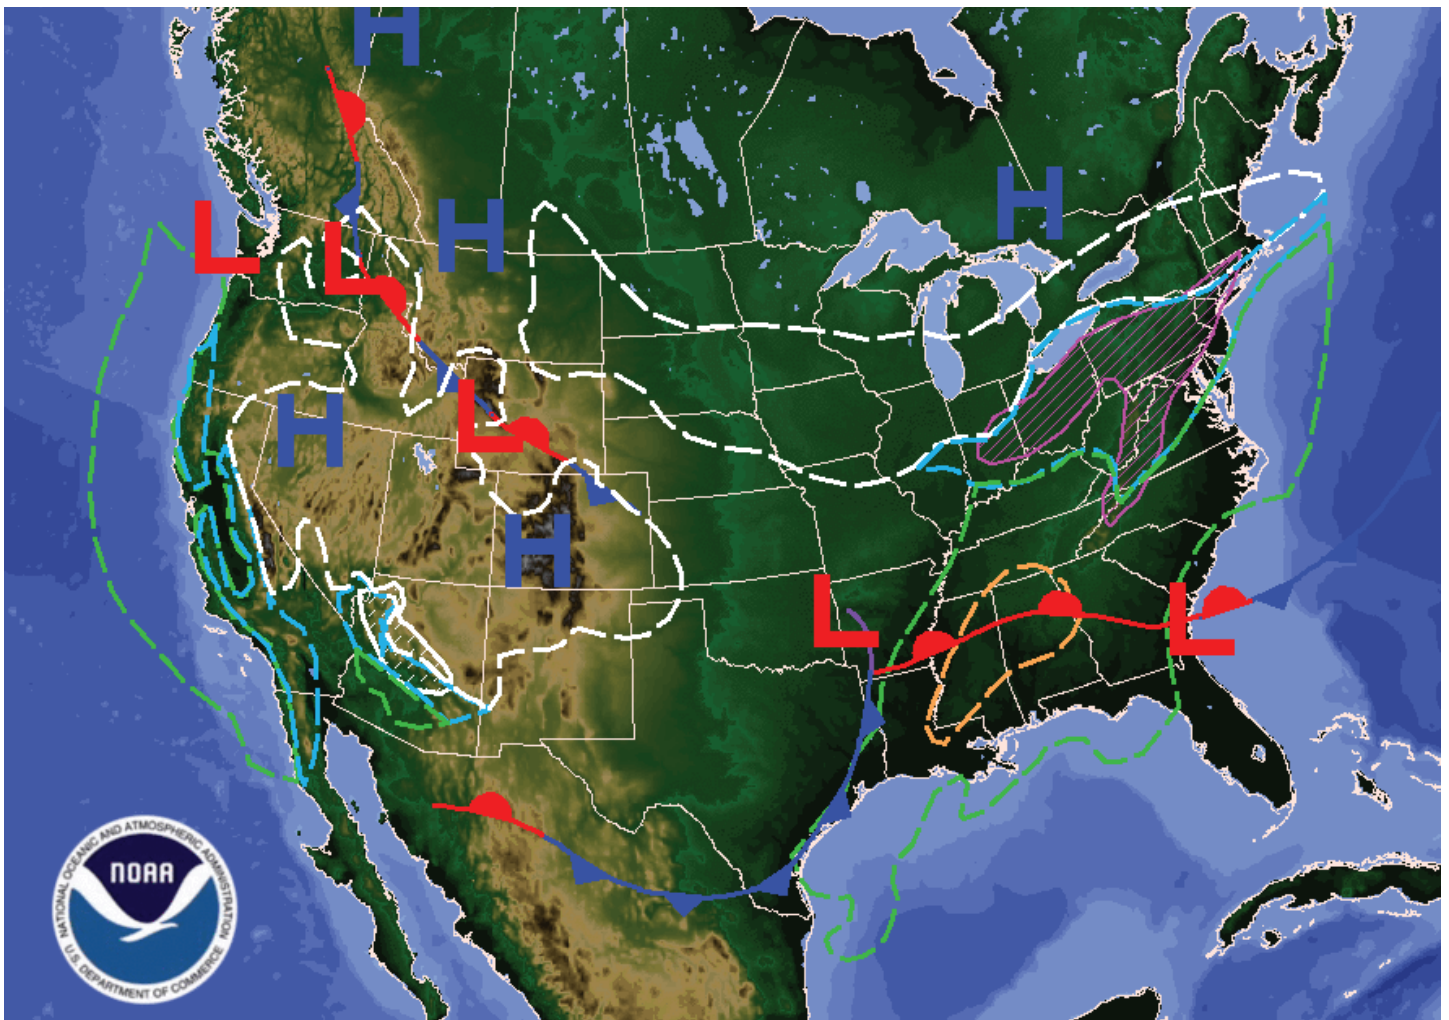 H
H
H
L
L
H
L
H
L
L
NATIONAL OCEANIC AND ATMOSPHERIC ADMINISTRATION
NOAA
U.S. DEPARTMENT OF COMMERCE